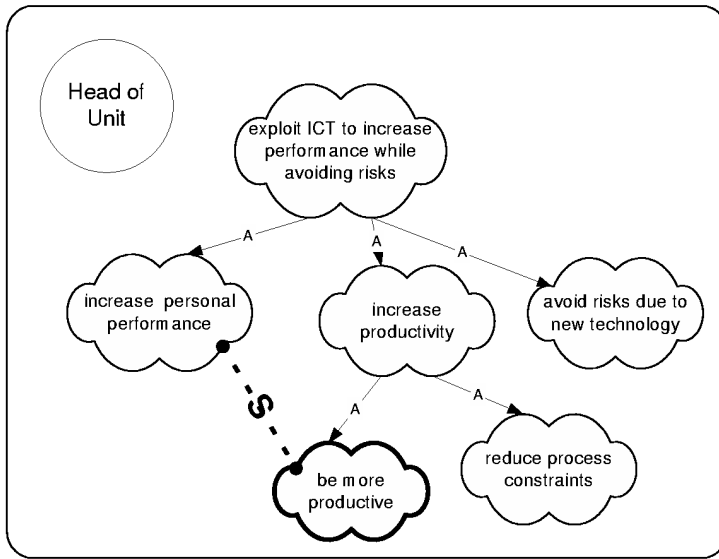 Head of
Unit
exploit ICT to increase
performance while
avoiding risks
A
A
A
increase personal
performance
increase
productivity
avoid risks due to
new technology
S
A
A
be more
productive
reduce process
constraints